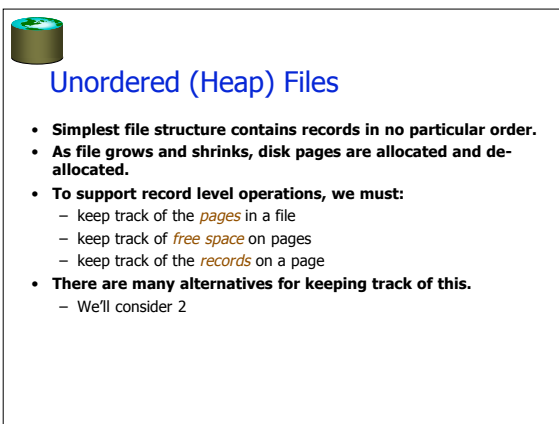 Unordered (Heap) Files
• Simplest file structure contains records in no particular order.
• As file grows and shrinks, disk pages are allocated and de-
allocated.
• To support record level operations, we must:
– keep track of the pages in a file
– keep track of free space on pages
– keep track of the records on a page
• There are many alternatives for keeping track of this.
– We'll consider 2